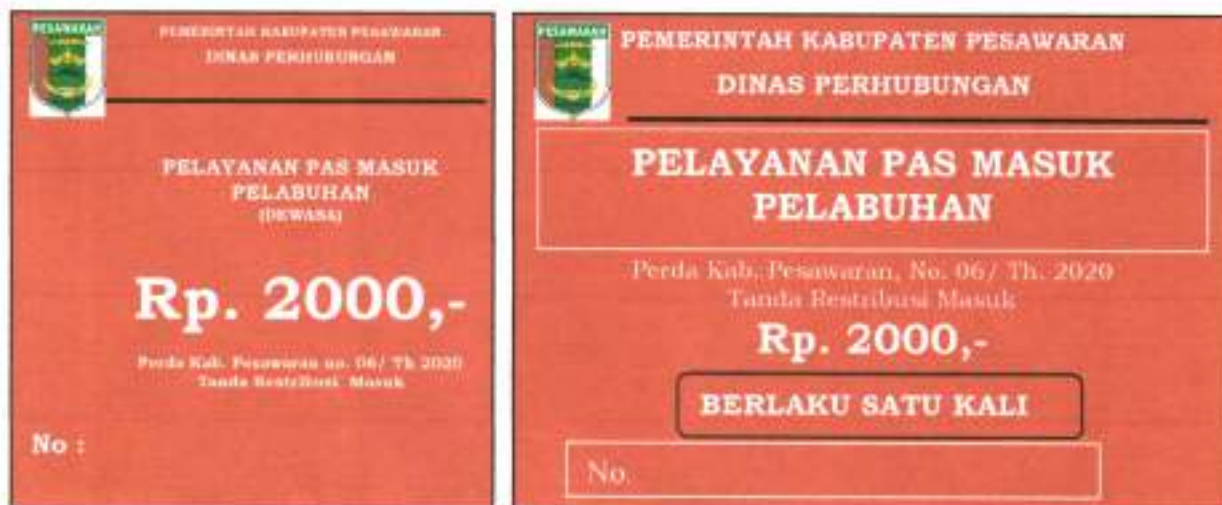 PESAWARAN
PEMERINTAH KABUPATEN PESAWARAN
DINAS PERHUBUNGAN
PELAYANAN PAS MASUK
PELABUHAN
(DEWASA)
Rp. 2000,-
Perda Kab. Pesawaran no. 06/ Th 2020
Tanda Restribusi Masuk
No :
PESAWARAN
PEMERINTAH KABUPATEN PESAWARAN
DINAS PERHUBUNGAN
PELAYANAN PAS MASUK
PELABUHAN
Perda Kab. Pesawaran, No. 06/ Th. 2020
Tanda Restribusi Masuk
Rp. 2000,-
BERLAKU SATU KALI
No.